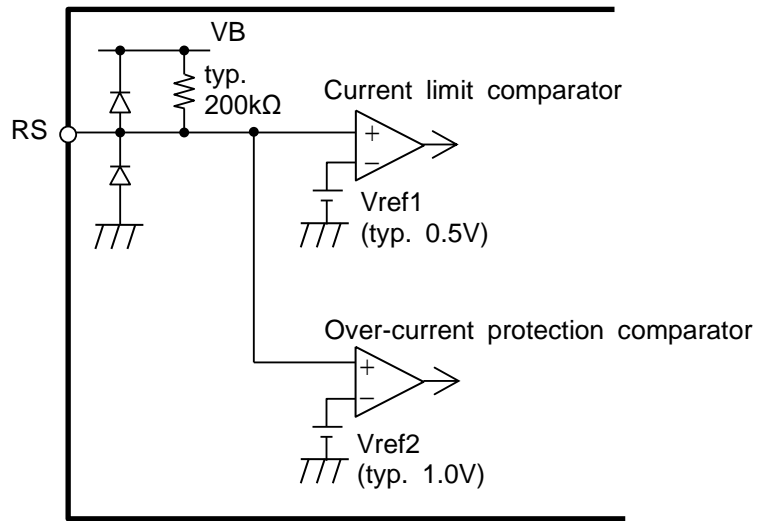 VB
typ.
200kΩ
Current limit comparator
RS
+
−
Vref1
(typ. 0.5V)
Over-current protection comparator
+
−
Vref2
(typ. 1.0V)